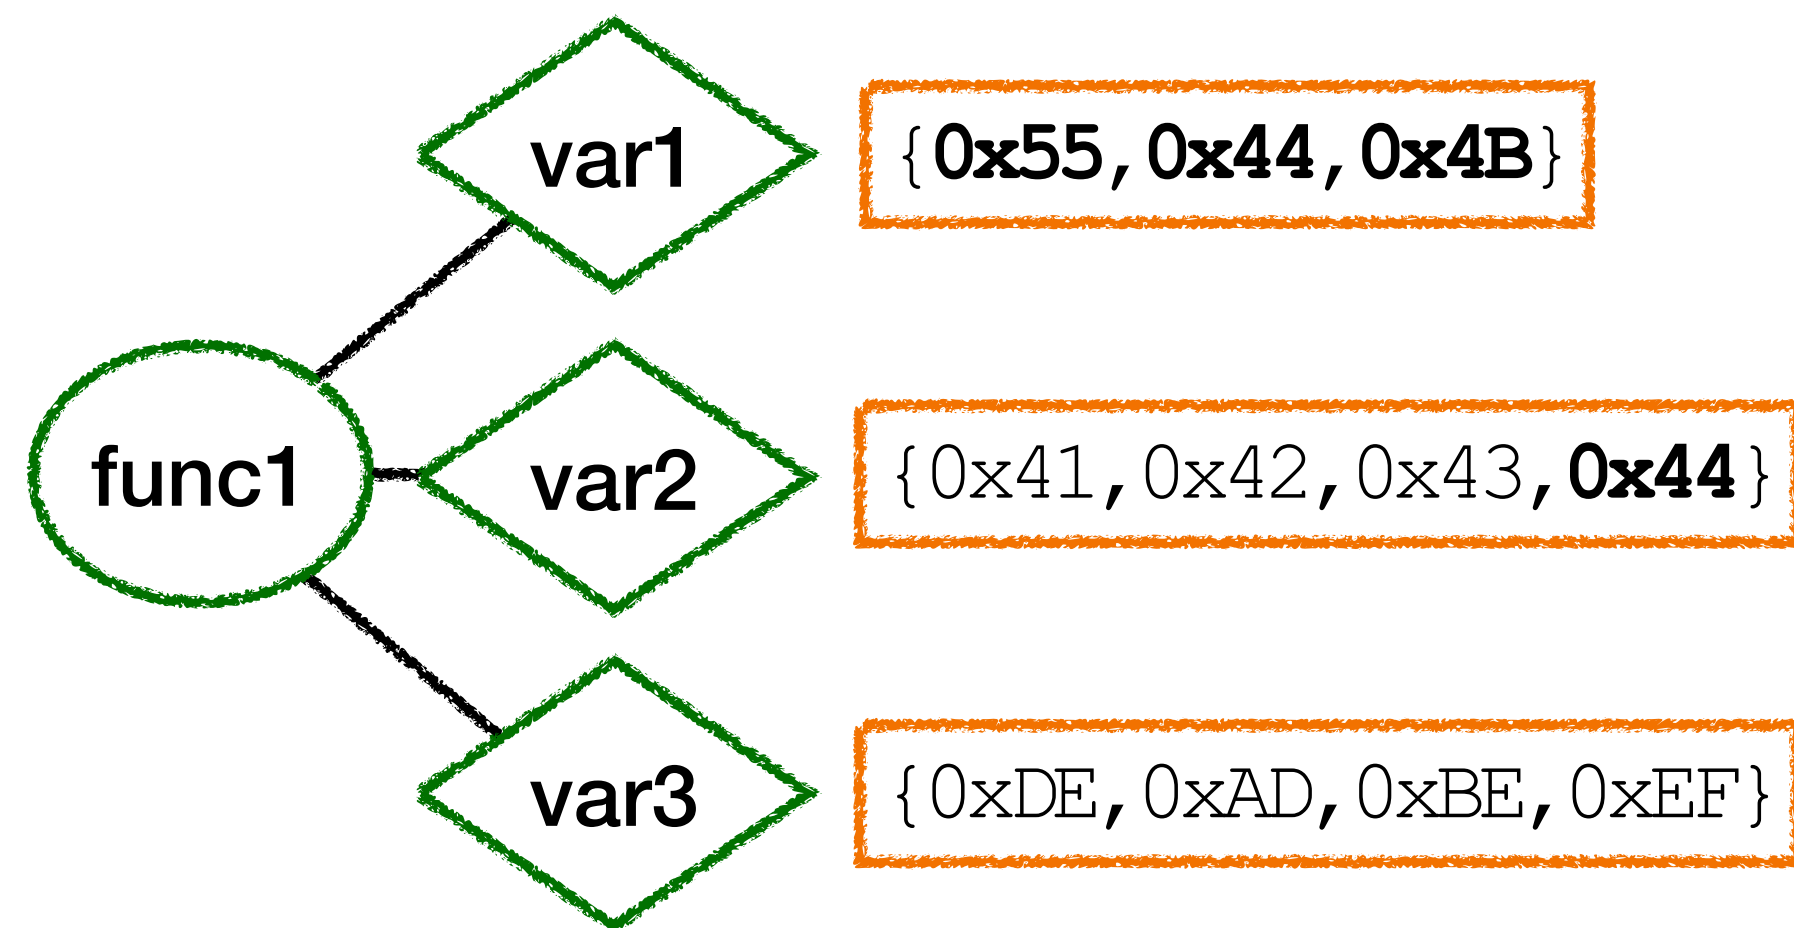 var1
{0x55,0x44,0x4B}
func1
var2
{0x41,0x42,0x43,0x44}
var3
{0xDE,0xAD,0xBE,0xEF}